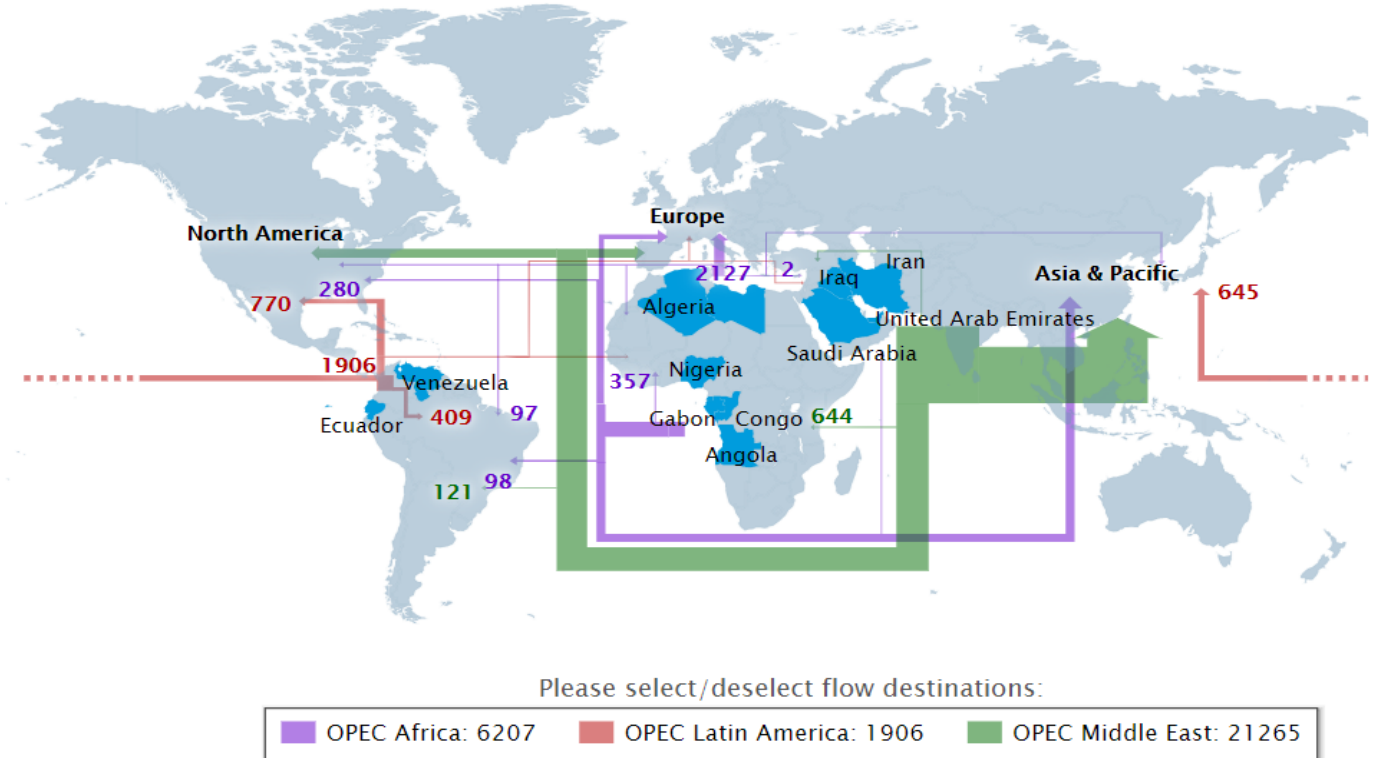 Europe
North America
2127
2
Iran
Iraq
Asia & Pacific
280
770
645
Algeria
United Arab Emirates
Saudi Arabia
1906
Venezuela
357
Nigeria
Ecuador
409
97
Gabon
Congo
644
Angola
121
98
Please select/deselect flow destinations:
OPEC Africa: 6207
OPEC Latin America: 1906
OPEC Middle East: 21265